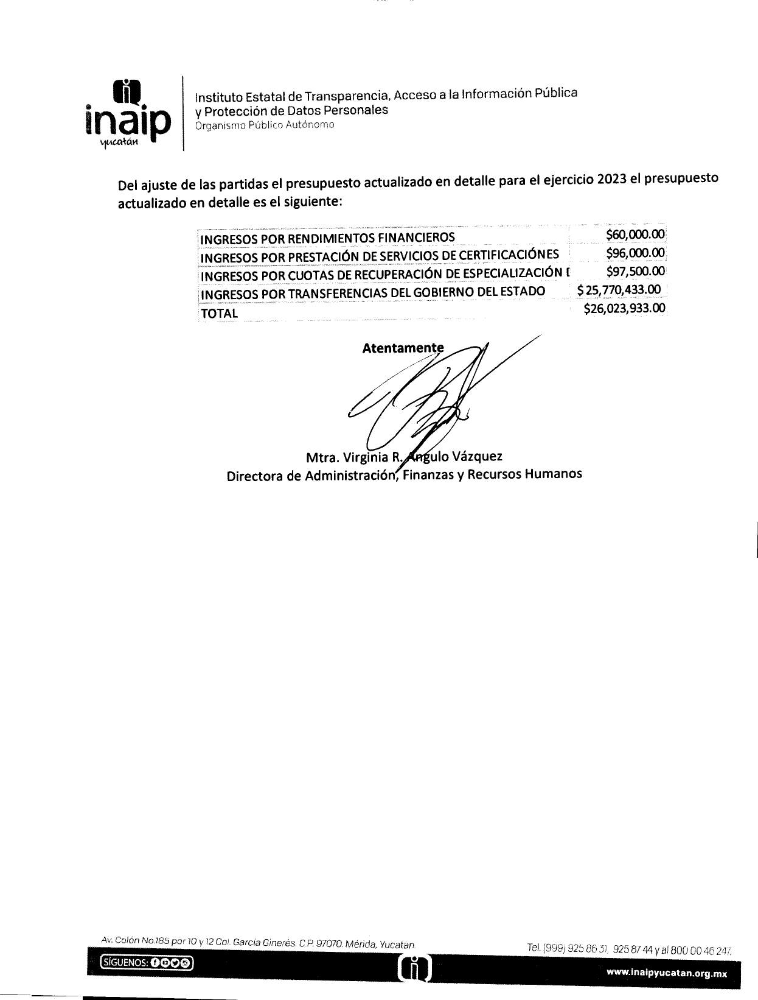 inaip
yucatán
Instituto Estatal de Transparencia, Acceso a la Información Pública
y Protección de Datos Personales
Organismo Público Autónomo
Del ajuste de las partidas el presupuesto actualizado en detalle para el ejercicio 2023 el presupuesto
actualizado en detalle es el siguiente:
INGRESOS POR RENDIMIENTOS FINANCIEROS $60,000.00
INGRESOS POR PRESTACIÓN DE SERVICIOS DE CERTIFICACIÓNES $96,000.00
INGRESOS POR CUOTAS DE RECUPERACIÓN DE ESPECIALIZACIÓN $97,500.00
INGRESOS POR TRANSFERENCIAS DEL GOBIERNO DEL ESTADO $ 25,770,433.00
TOTAL $26,023,933.00
Atentamente
Mtra. Virginia R. Angulo Vázquez
Directora de Administración, Finanzas y Recursos Humanos
Av. Colón No.185 por 10 y 12 Col. García Ginerés. C.P. 97070. Mérida, Yucatan.
Tel. (999) 925 86 31, 925 87 44 y al 800 00 46 247.
SÍGUENOS:
www.inaipyucatan.org.mx